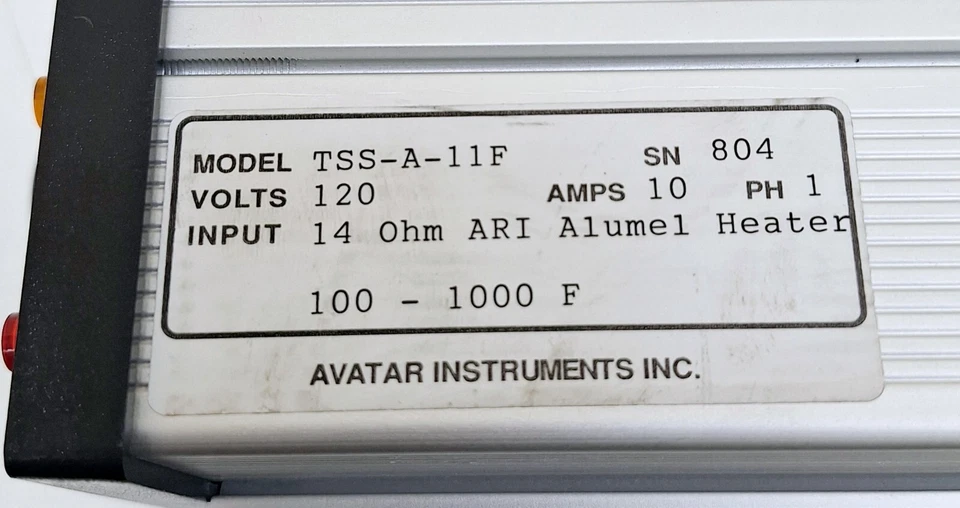 MODEL TSS-A-11F SN 804
VOLTS 120 AMPS 10 PH 1
INPUT 14 Ohm ARI Alumel Heater
100 - 1000 F
AVATAR INSTRUMENTS INC.